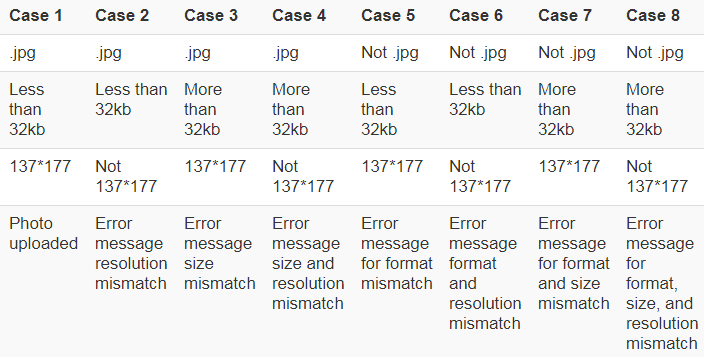 Case 1 Case 2 Case 3 Case 4 Case 5 Case 6 Case 7 Case 8
.jpg .jpg .jpg .jpg Not .jpg Not .jpg Not .jpg Not .jpg
Less Less than More More Less Less than More More
than 32kb than than than 32kb than than
32kb 32kb 32kb 32kb 32kb 32kb
137*177 Not 137*177 Not 137*177 Not 137*177 Not
137*177 137*177 137*177 137*177
Photo Error Error Error Error Error Error Error
uploaded message message message message message message message
resolution size size and for format format for format for
mismatch mismatch resolution mismatch and and size format,
mismatch resolution mismatch size, and
mismatch resolution
mismatch